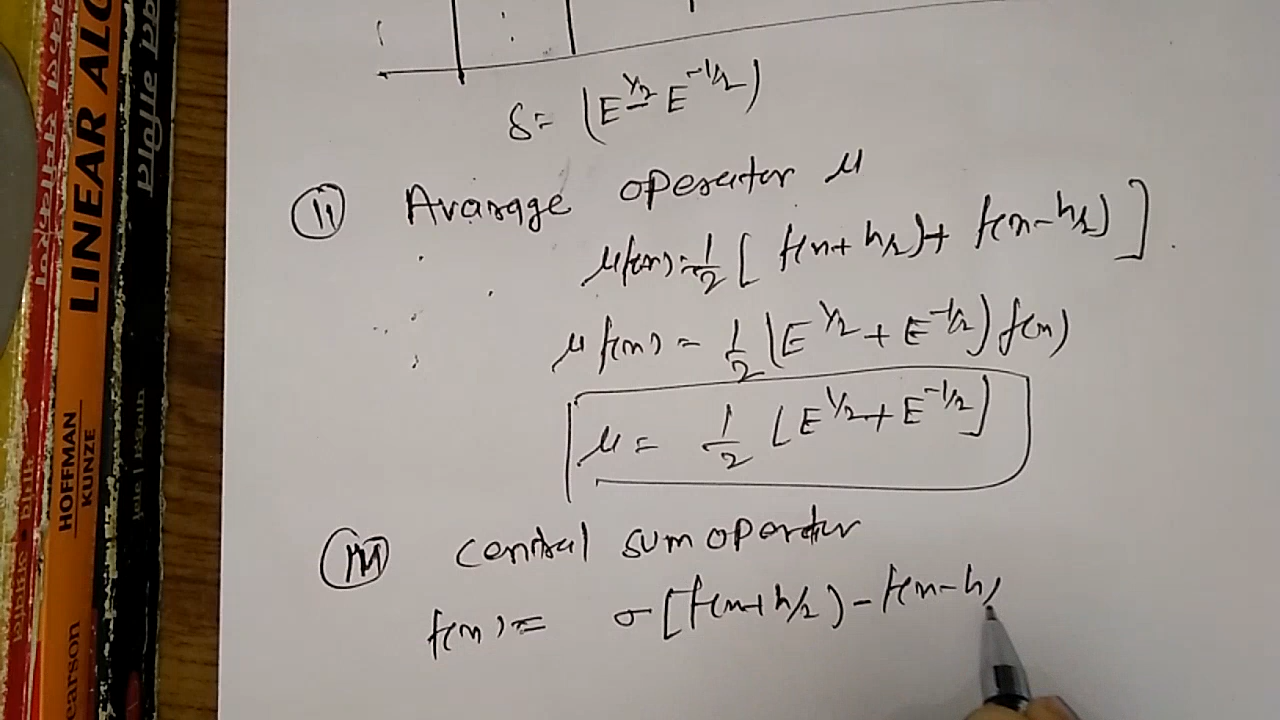 δ= (E^1/2 - E^-1/2)
(ii) Avarage operator μ
μf(x) = 1/2 [ f(x+h/2) + f(x-h/2) ]
μ f(x) = 1/2 (E^1/2 + E^-1/2) f(x)
μ = 1/2 [E^1/2 + E^-1/2]
(iii) Central sum operator
f(x) = σ[f(x+h/2) - f(x-h/
LINEAR ALG
HOFFMAN
KUNZE
earson